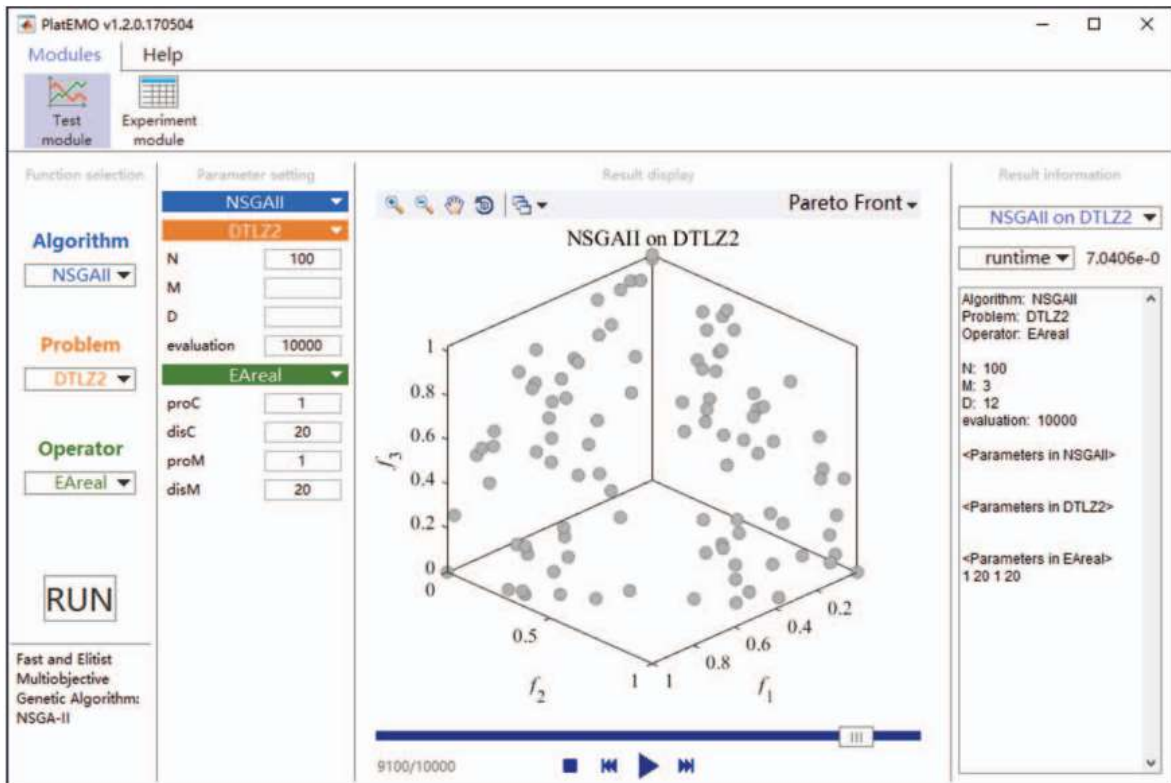 PlatEMO v1.2.0.170504
Modules Help
Test module
Experiment module
Function selection
Algorithm
NSGAII
Problem
DTLZ2
Operator
EAreal
RUN
Fast and Elitist
Multiobjective
Genetic Algorithm:
NSGA-II
Parameter setting
NSGAII
DTLZ2
N 100
M
D
evaluation 10000
EAreal
proC 1
disC 20
proM 1
disM 20
Result display
Pareto Front
NSGAII on DTLZ2
1
0.8
0.6
f3
0.4
0.2
0
0
0.5
1
f2
1
0.8
0.6
0.4
0.2
f1
9100/10000
Result information
NSGAII on DTLZ2
runtime 7.0406e-0
Algorithm: NSGAII
Problem: DTLZ2
Operator: EAreal
N: 100
M: 3
D: 12
evaluation: 10000
<Parameters in NSGAII>
<Parameters in DTLZ2>
<Parameters in EAreal>
1 20 1 20